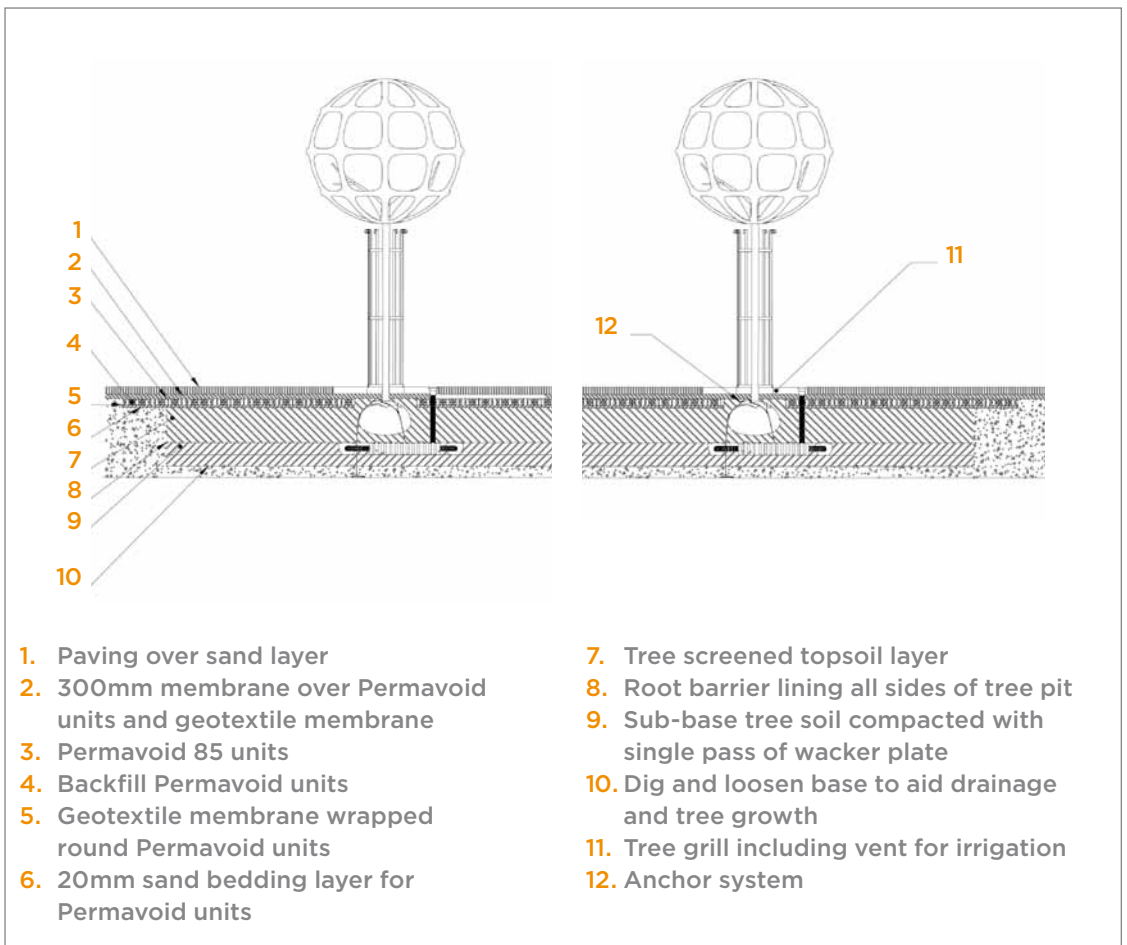 1
2
3
4
5
6
7
8
9
10
11
12
1. Paving over sand layer
2. 300mm membrane over Permavoid
units and geotextile membrane
3. Permavoid 85 units
4. Backfill Permavoid units
5. Geotextile membrane wrapped
round Permavoid units
6. 20mm sand bedding layer for
Permavoid units
7. Tree screened topsoil layer
8. Root barrier lining all sides of tree pit
9. Sub-base tree soil compacted with
single pass of wacker plate
10. Dig and loosen base to aid drainage
and tree growth
11. Tree grill including vent for irrigation
12. Anchor system